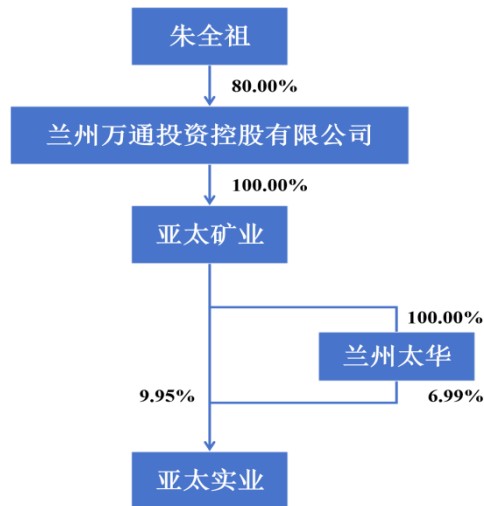 朱全祖
80.00%
兰州万通投资控股有限公司
100.00%
亚太矿业
100.00%
兰州太华
9.95%
6.99%
亚太实业